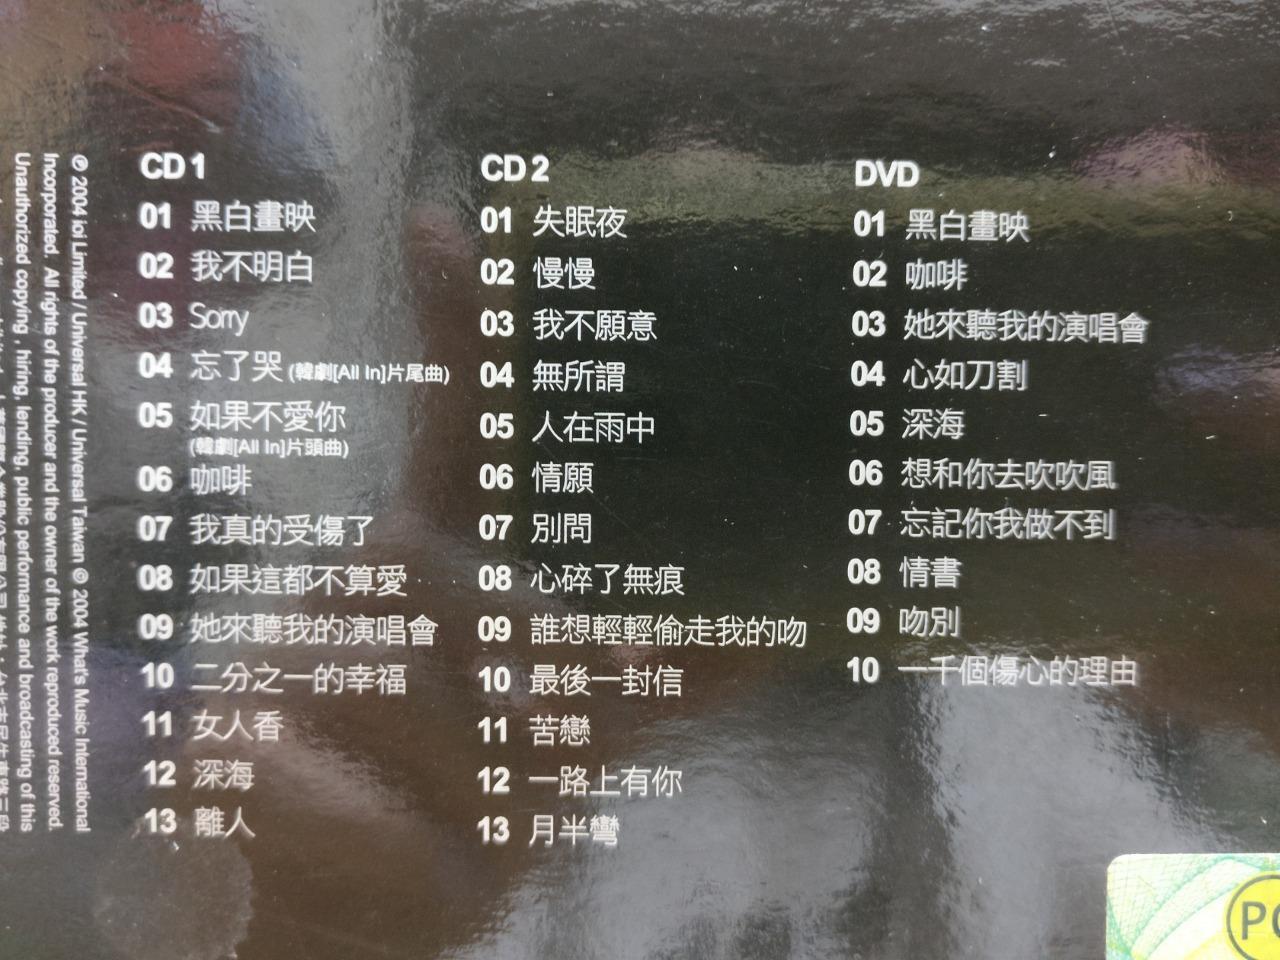 ℗ 2004 loi Limited / Universal HK / Universal Taiwan © 2004 What's Music International
Incorporated. All rights of the producer and the owner of the work reproduced reserved.
Unauthorized copying, hiring, lending, public performance and broadcasting of this
CD 1
01 黑白畫映
02 我不明白
03 Sorry
04 忘了哭 (韓劇[All In]片尾曲)
05 如果不愛你
(韓劇[All In]片頭曲)
06 咖啡
07 我真的受傷了
08 如果這都不算愛
09 她來聽我的演唱會
10 二分之一的幸福
11 女人香
12 深海
13 離人
CD 2
01 失眠夜
02 慢慢
03 我不願意
04 無所謂
05 人在雨中
06 情願
07 別問
08 心碎了無痕
09 誰想輕輕偷走我的吻
10 最後一封信
11 苦戀
12 一路上有你
13 月半彎
DVD
01 黑白畫映
02 咖啡
03 她來聽我的演唱會
04 心如刀割
05 深海
06 想和你去吹吹風
07 忘記你我做不到
08 情書
09 吻別
10 一千個傷心的理由